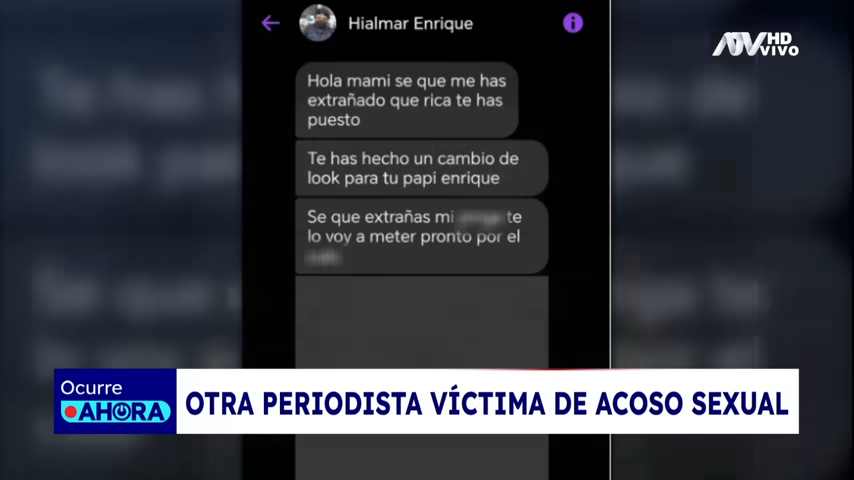 Hialmar Enrique
ATV HD
VIVO
Hola mami se que me has
extrañado que rica te has
puesto
Te has hecho un cambio de
look para tu papi enrique
Se que extrañas mi te
lo voy a meter pronto por el
Ocurre
AHORA
OTRA PERIODISTA VÍCTIMA DE ACOSO SEXUAL